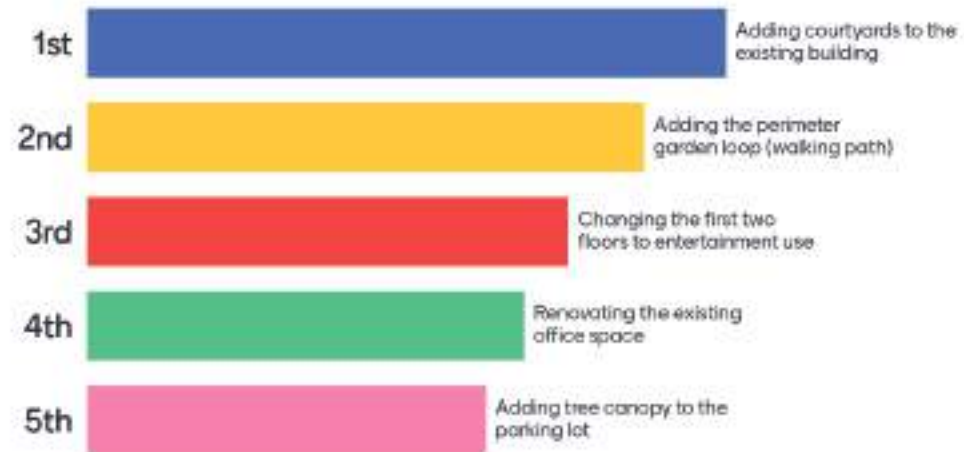 1st
Adding courtyards to the
existing building
2nd
Adding the perimeter
garden loop (walking path)
3rd
Changing the first two
floors to entertainment use
4th
Renovating the existing
office space
5th
Adding tree canopy to the
parking lot